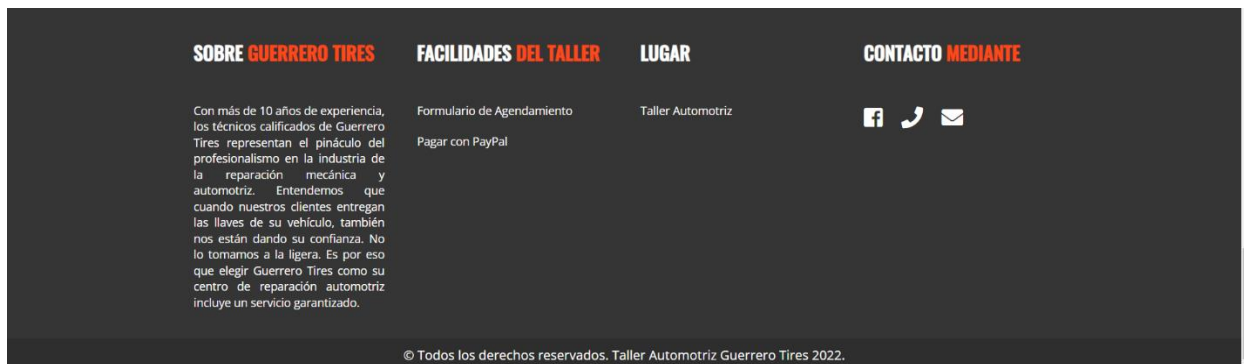 SOBRE GUERRERO TIRES
Con más de 10 años de experiencia,
los técnicos calificados de Guerrero
Tires representan el pináculo del
profesionalismo en la industria de
la reparación mecánica y
automotriz. Entendemos que
cuando nuestros clientes entregan
las llaves de su vehículo, también
nos están dando su confianza. No
lo tomamos a la ligera. Es por eso
que elegir Guerrero Tires como su
centro de reparación automotriz
incluye un servicio garantizado.
FACILIDADES DEL TALLER
Formulario de Agendamiento
Pagar con PayPal
LUGAR
Taller Automotriz
CONTACTO MEDIANTE
© Todos los derechos reservados. Taller Automotriz Guerrero Tires 2022.